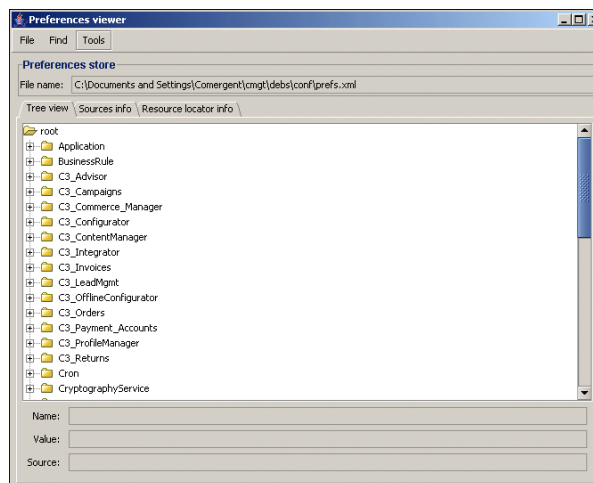 Preferences viewer
File Find Tools
Preferences store
File name: C:\Documents and Settings\Comergent\cmgt\debs\conf\prefs.xml
Tree view Sources info Resource locator info
root
Application
BusinessRule
C3_Advisor
C3_Campaigns
C3_Commerce_Manager
C3_Configurator
C3_ContentManager
C3_Integrator
C3_Invoices
C3_LeadMgmt
C3_OfflineConfigurator
C3_Orders
C3_Payment_Accounts
C3_ProfileManager
C3_Returns
Cron
CryptographyService
Name:
Value:
Source: